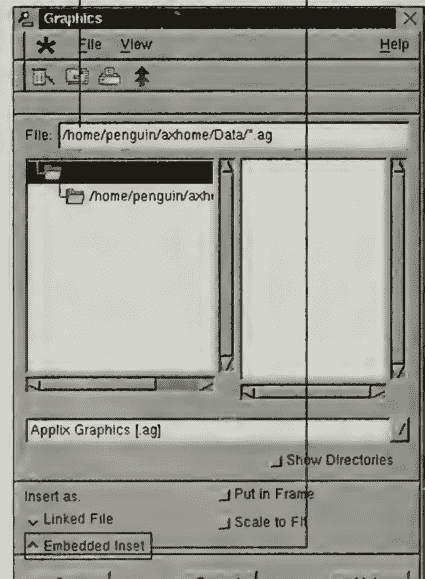 Graphics
File View Help
File: /home/penguin/axhome/Data/*.ag
/home/penguin/axh
Applix Graphics [.ag]
Show Directories
Insert as:
Put in Frame
Linked File
Scale to Fit
Embedded Inset